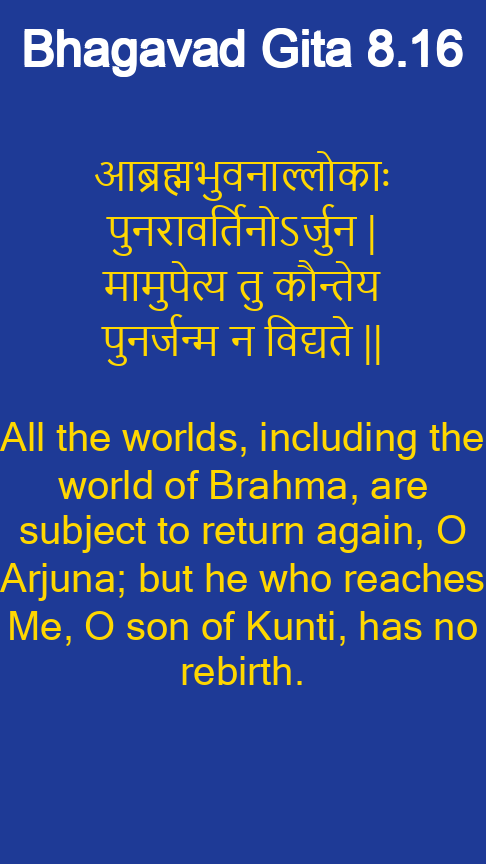 Bhagavad Gita 8.16
आब्रह्मभुवनाल्लोकाः
पुनरावर्तिनोऽर्जुन |
मामुपेत्य तु कौन्तेय
पुनर्जन्म न विद्यते ||
All the worlds, including the
world of Brahma, are
subject to return again, O
Arjuna; but he who reaches
Me, O son of Kunti, has no
rebirth.